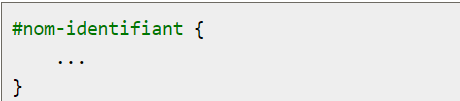 #nom-identifiant {
    ...
}